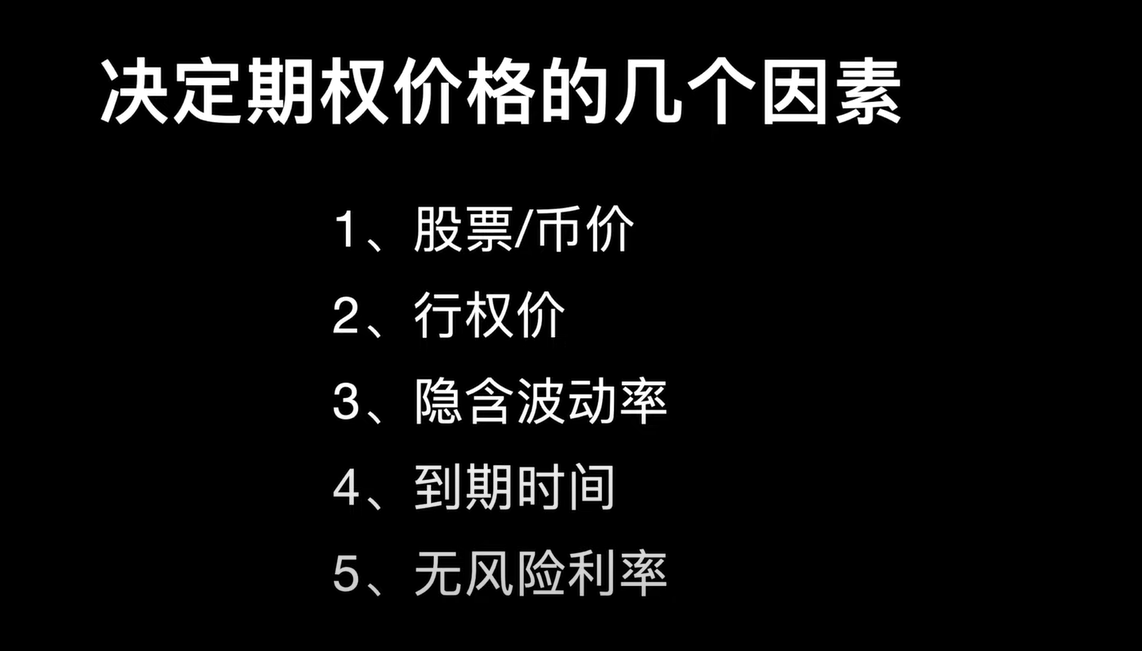 决定期权价格的几个因素
1、股票/币价
2、行权价
3、隐含波动率
4、到期时间
5、无风险利率